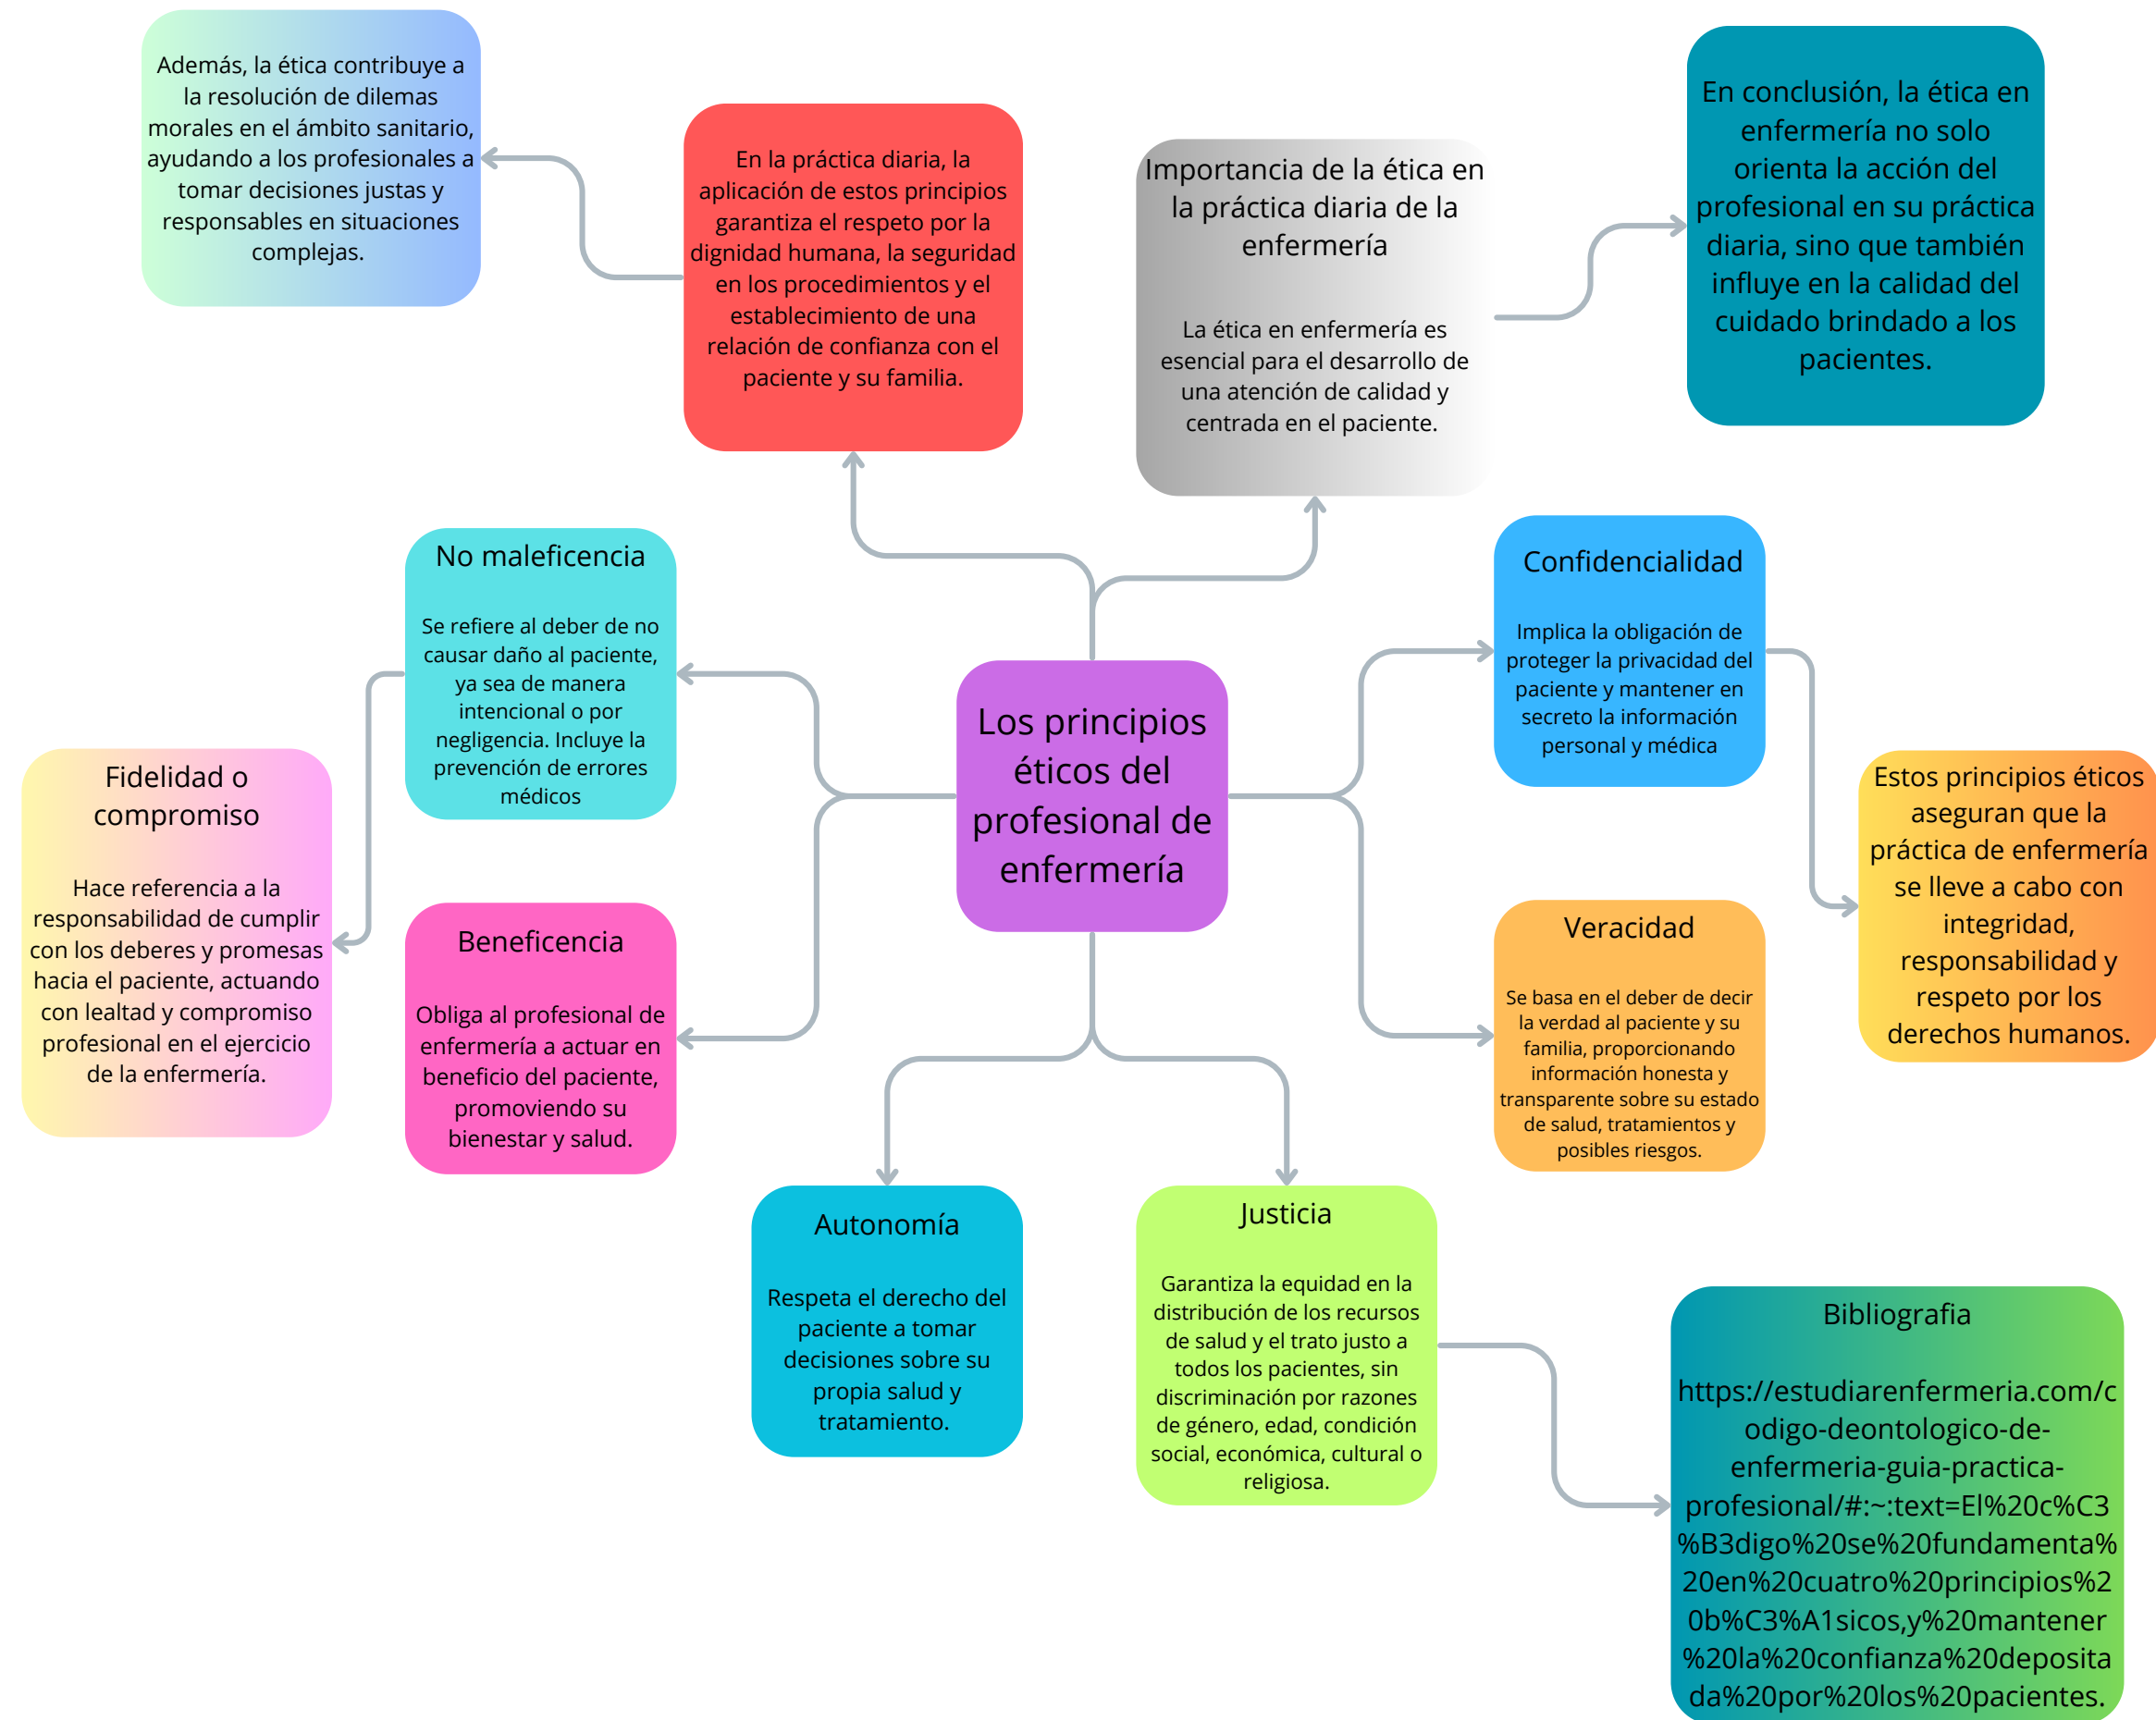 Además, la ética contribuye a
la resolución de dilemas
morales en el ámbito sanitario,
ayudando a los profesionales a
tomar decisiones justas y
responsables en situaciones
complejas.
En la práctica diaria, la
aplicación de estos principios
garantiza el respeto por la
dignidad humana, la seguridad
en los procedimientos y el
establecimiento de una
relación de confianza con el
paciente y su familia.
Importancia de la ética en
la práctica diaria de la
enfermería
La ética en enfermería es
esencial para el desarrollo de
una atención de calidad y
centrada en el paciente.
En conclusión, la ética en
enfermería no solo
orienta la acción del
profesional en su práctica
diaria, sino que también
influye en la calidad del
cuidado brindado a los
pacientes.
No maleficencia
Se refiere al deber de no
causar daño al paciente,
ya sea de manera
intencional o por
negligencia. Incluye la
prevención de errores
médicos
Confidencialidad
Implica la obligación de
proteger la privacidad del
paciente y mantener en
secreto la información
personal y médica
Los principios
éticos del
profesional de
enfermería
Fidelidad o
compromiso
Hace referencia a la
responsabilidad de cumplir
con los deberes y promesas
hacia el paciente, actuando
con lealtad y compromiso
profesional en el ejercicio
de la enfermería.
Beneficencia
Obliga al profesional de
enfermería a actuar en
beneficio del paciente,
promoviendo su
bienestar y salud.
Veracidad
Se basa en el deber de decir
la verdad al paciente y su
familia, proporcionando
información honesta y
transparente sobre su estado
de salud, tratamientos y
posibles riesgos.
Estos principios éticos
aseguran que la
práctica de enfermería
se lleve a cabo con
integridad,
responsabilidad y
respeto por los
derechos humanos.
Autonomía
Respeta el derecho del
paciente a tomar
decisiones sobre su
propia salud y
tratamiento.
Justicia
Garantiza la equidad en la
distribución de los recursos
de salud y el trato justo a
todos los pacientes, sin
discriminación por razones
de género, edad, condición
social, económica, cultural o
religiosa.
Bibliografia
https://estudiarenfermeria.com/c
odigo-deontologico-de-
enfermeria-guia-practica-
profesional/#:~:text=El%20c%C3
%B3digo%20se%20fundamenta%
20en%20cuatro%20principios%2
0b%C3%A1sicos,y%20mantener
%20la%20confianza%20deposita
da%20por%20los%20pacientes.